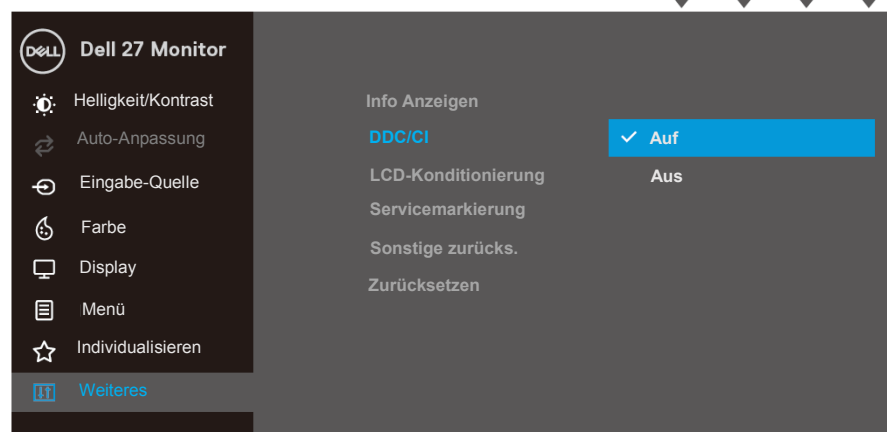 DELL Dell 27 Monitor
Helligkeit/Kontrast
Auto-Anpassung
Eingabe-Quelle
Farbe
Display
Menü
Individualisieren
Weiteres
Info Anzeigen
DDC/CI
LCD-Konditionierung
Servicemarkierung
Sonstige zurücks.
Zurücksetzen
Auf
Aus